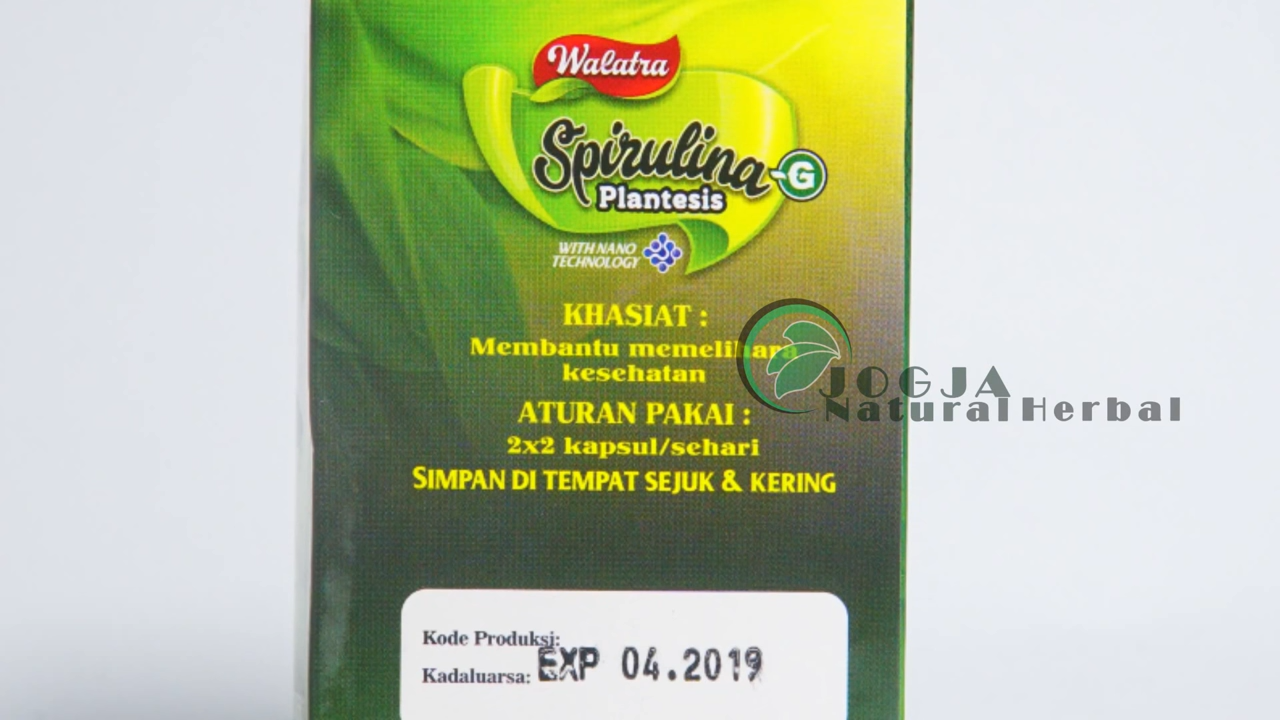 Walatra
Spirulina-G
Plantesis
WITH NANO
TECHNOLOGY
KHASIAT :
Membantu memelihara
kesehatan
ATURAN PAKAI :
2x2 kapsul/sehari
SIMPAN DI TEMPAT SEJUK & KERING
JOGJA
Natural Herbal
Kode Produksi:
Kadaluarsa: EXP 04.2019